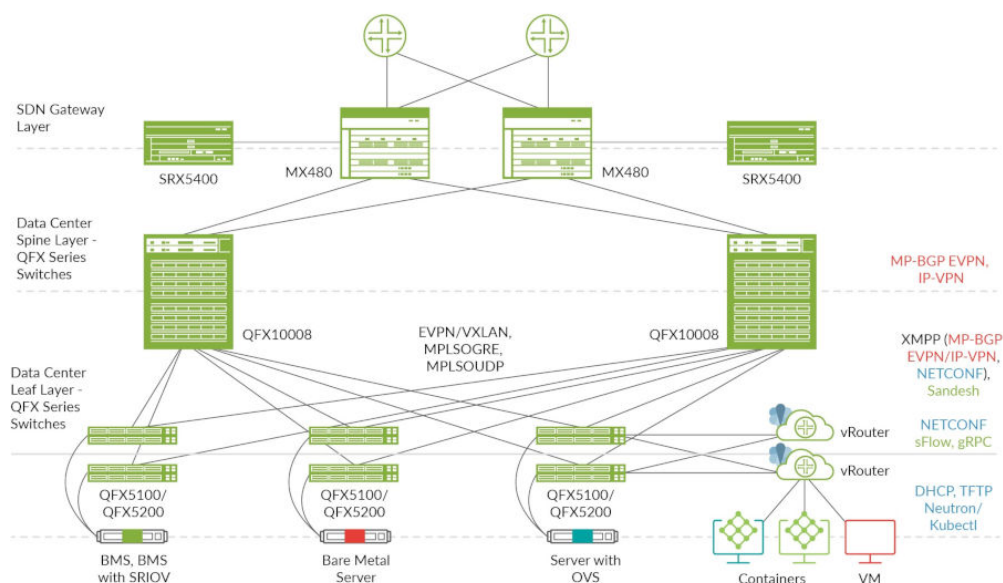 SDN Gateway
Layer
SRX5400
MX480
MX480
SRX5400
Data Center
Spine Layer -
QFX Series
Switches
MP-BGP EVPN,
IP-VPN
QFX10008
QFX10008
EVPN/VXLAN,
MPLSOGRE,
MPLSOUDP
XMPP (MP-BGP
EVPN/IP-VPN,
NETCONF),
Sandesh
Data Center
Leaf Layer -
QFX Series
Switches
vRouter
NETCONF
sFlow, gRPC
vRouter
QFX5100/
QFX5200
QFX5100/
QFX5200
QFX5100/
QFX5200
DHCP, TFTP
Neutron/
Kubectl
BMS, BMS
with SRIOV
Bare Metal
Server
Server with
OVS
Containers
VM